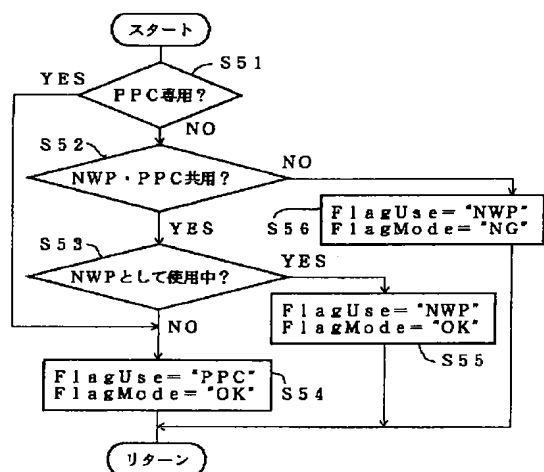 スタート
S51
YES
PPC専用?
NO
S52
NWP・PPC共用?
NO
YES
S56
FlagUse="NWP"
FlagMode="NG"
S53
NWPとして使用中?
YES
NO
FlagUse="NWP"
FlagMode="OK"
S55
FlagUse="PPC"
FlagMode="OK"
S54
リターン